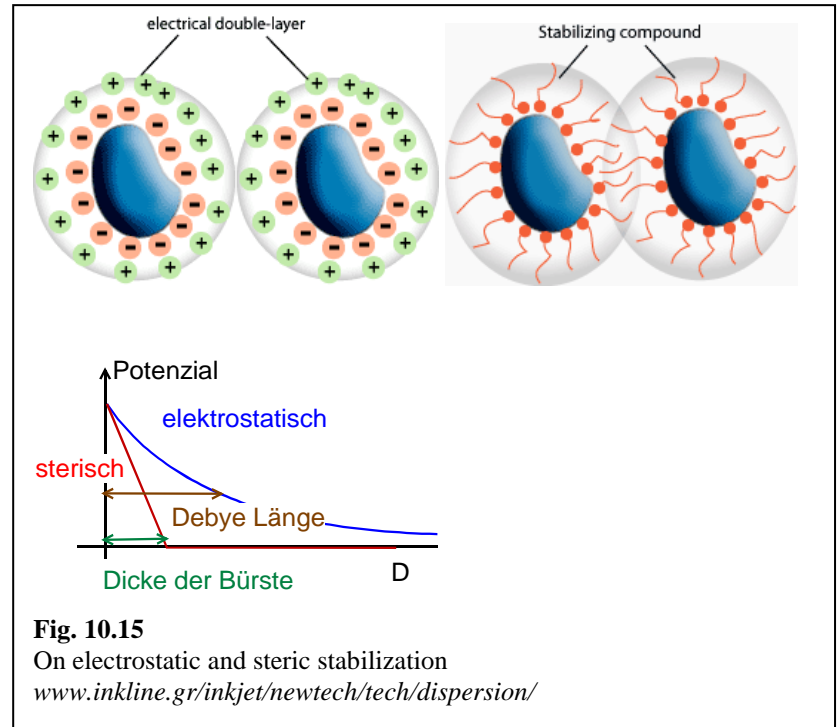 electrical double-layer
Stabilizing compound
Potenzial
elektrostatisch
sterisch
Debye Länge
D
Dicke der Bürste
Fig. 10.15
On electrostatic and steric stabilization
www.inkline.gr/inkjet/newtech/tech/dispersion/